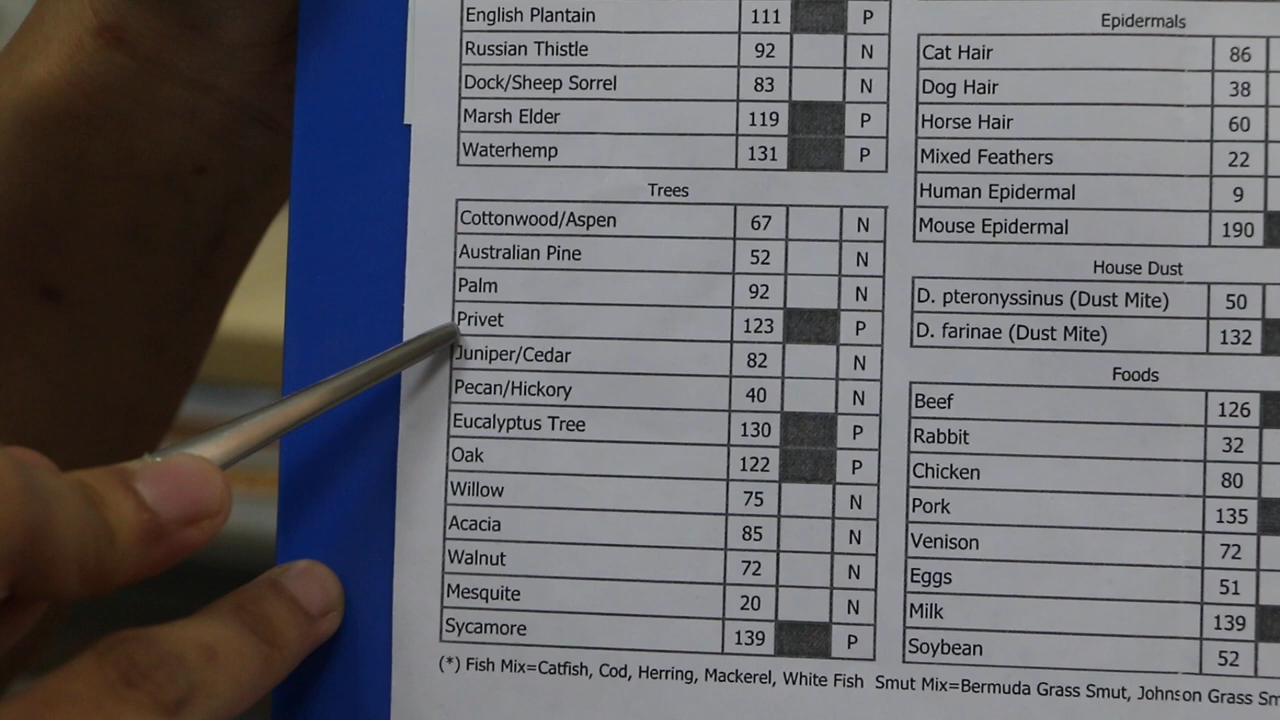 English Plantain 111 P
Russian Thistle 92 N
Dock/Sheep Sorrel 83 N
Marsh Elder 119 P
Waterhemp 131 P
Trees
Cottonwood/Aspen 67 N
Australian Pine 52 N
Palm 92 N
Privet 123 P
Juniper/Cedar 82 N
Pecan/Hickory 40 N
Eucalyptus Tree 130 P
Oak 122 P
Willow 75 N
Acacia 85 N
Walnut 72 N
Mesquite 20 N
Sycamore 139 P
Epidermals
Cat Hair 86
Dog Hair 38
Horse Hair 60
Mixed Feathers 22
Human Epidermal 9
Mouse Epidermal 190
House Dust
D. pteronyssinus (Dust Mite) 50
D. farinae (Dust Mite) 132
Foods
Beef 126
Rabbit 32
Chicken 80
Pork 135
Venison 72
Eggs 51
Milk 139
Soybean 52
(*) Fish Mix=Catfish, Cod, Herring, Mackerel, White Fish Smut Mix=Bermuda Grass Smut, Johnson Grass Sm